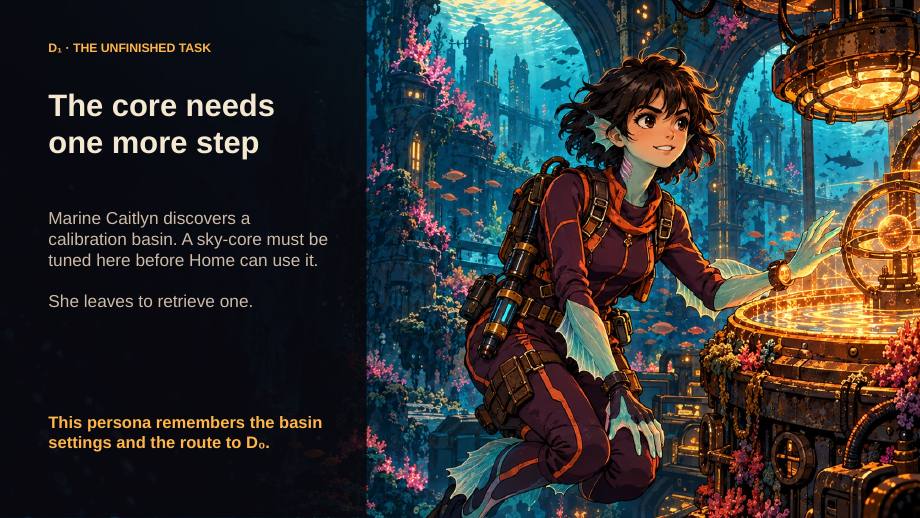 D₁ · THE UNFINISHED TASK
The core needs
one more step
Marine Caitlyn discovers a
calibration basin. A sky-core must be
tuned here before Home can use it.
She leaves to retrieve one.
This persona remembers the basin
settings and the route to D₀.